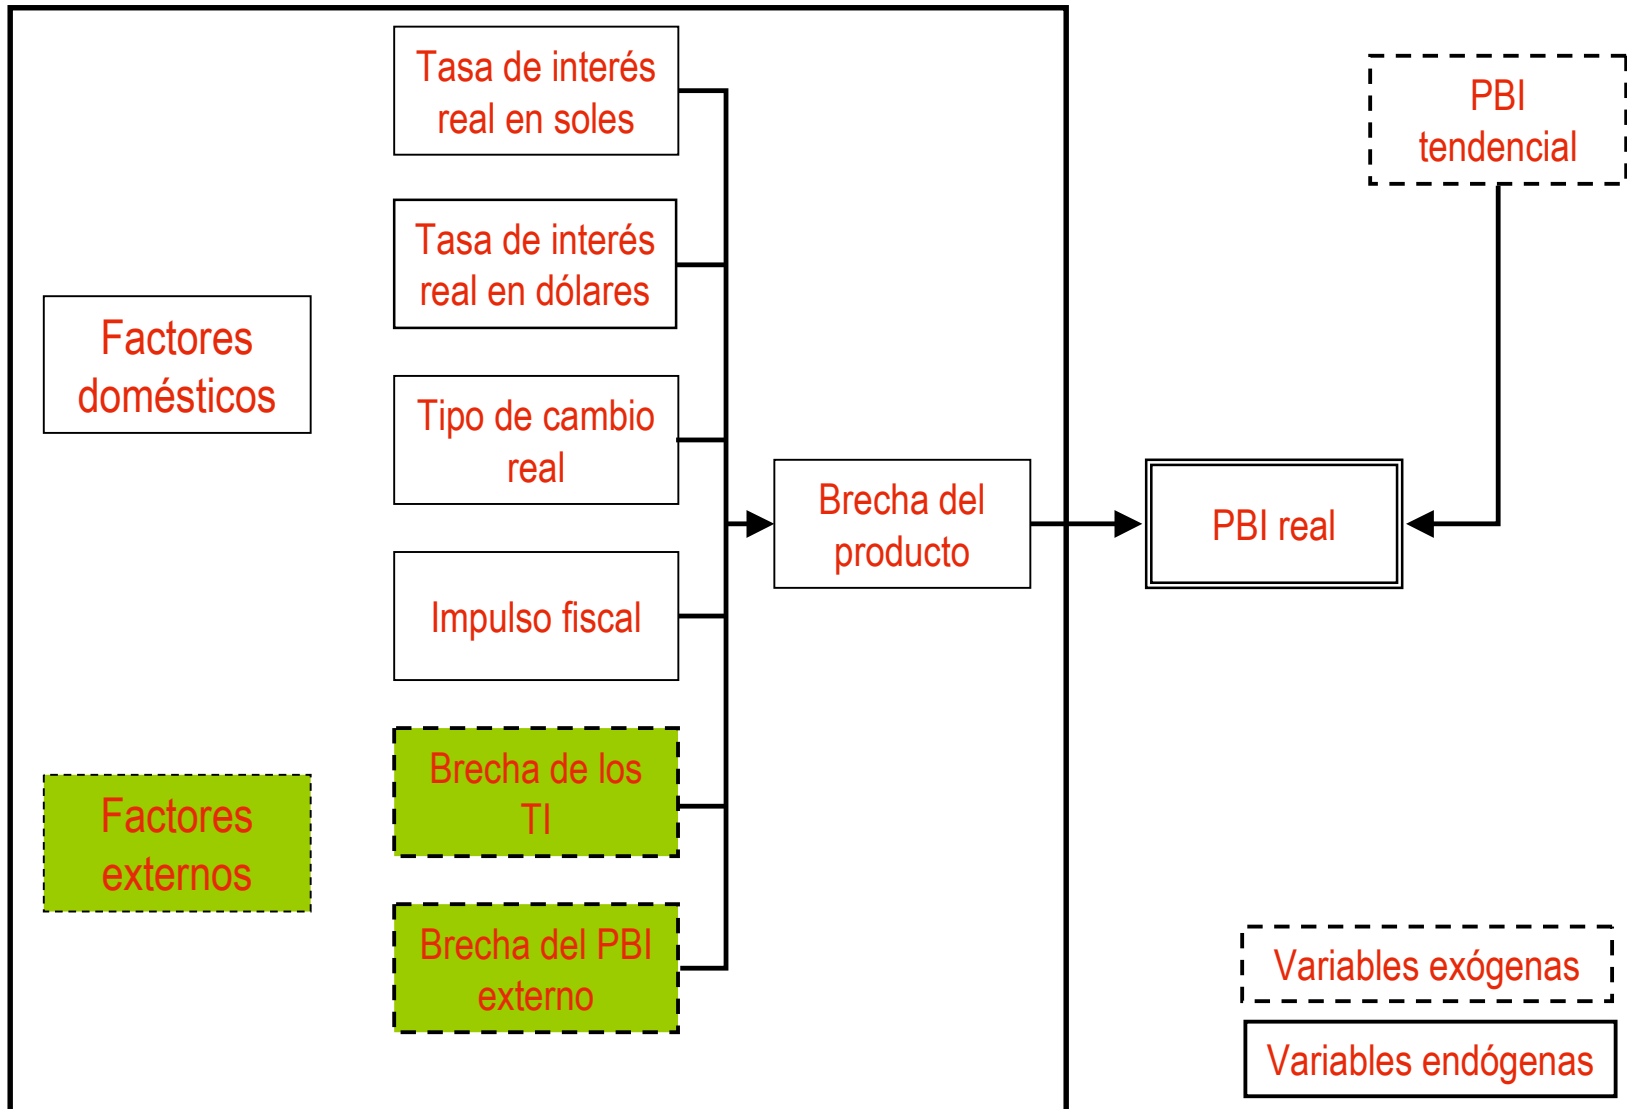 Tasa de interés
real en soles
PBI
tendencial
Tasa de interés
real en dólares
Factores
domésticos
Tipo de cambio
real
Brecha del
producto
PBI real
Impulso fiscal
Brecha de los
TI
Factores
externos
Brecha del PBI
externo
Variables exógenas
Variables endógenas